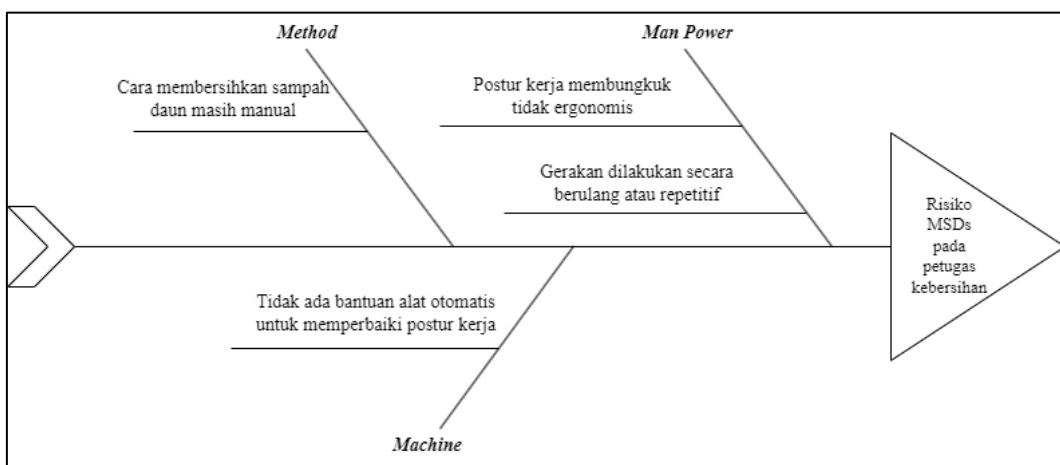 Method
Man Power
Cara membersihkan sampah
daun masih manual
Postur kerja membungkuk
tidak ergonomis
Gerakan dilakukan secara
berulang atau repetitif
Risiko
MSDs
pada
petugas
kebersihan
Tidak ada bantuan alat otomatis
untuk memperbaiki postur kerja
Machine